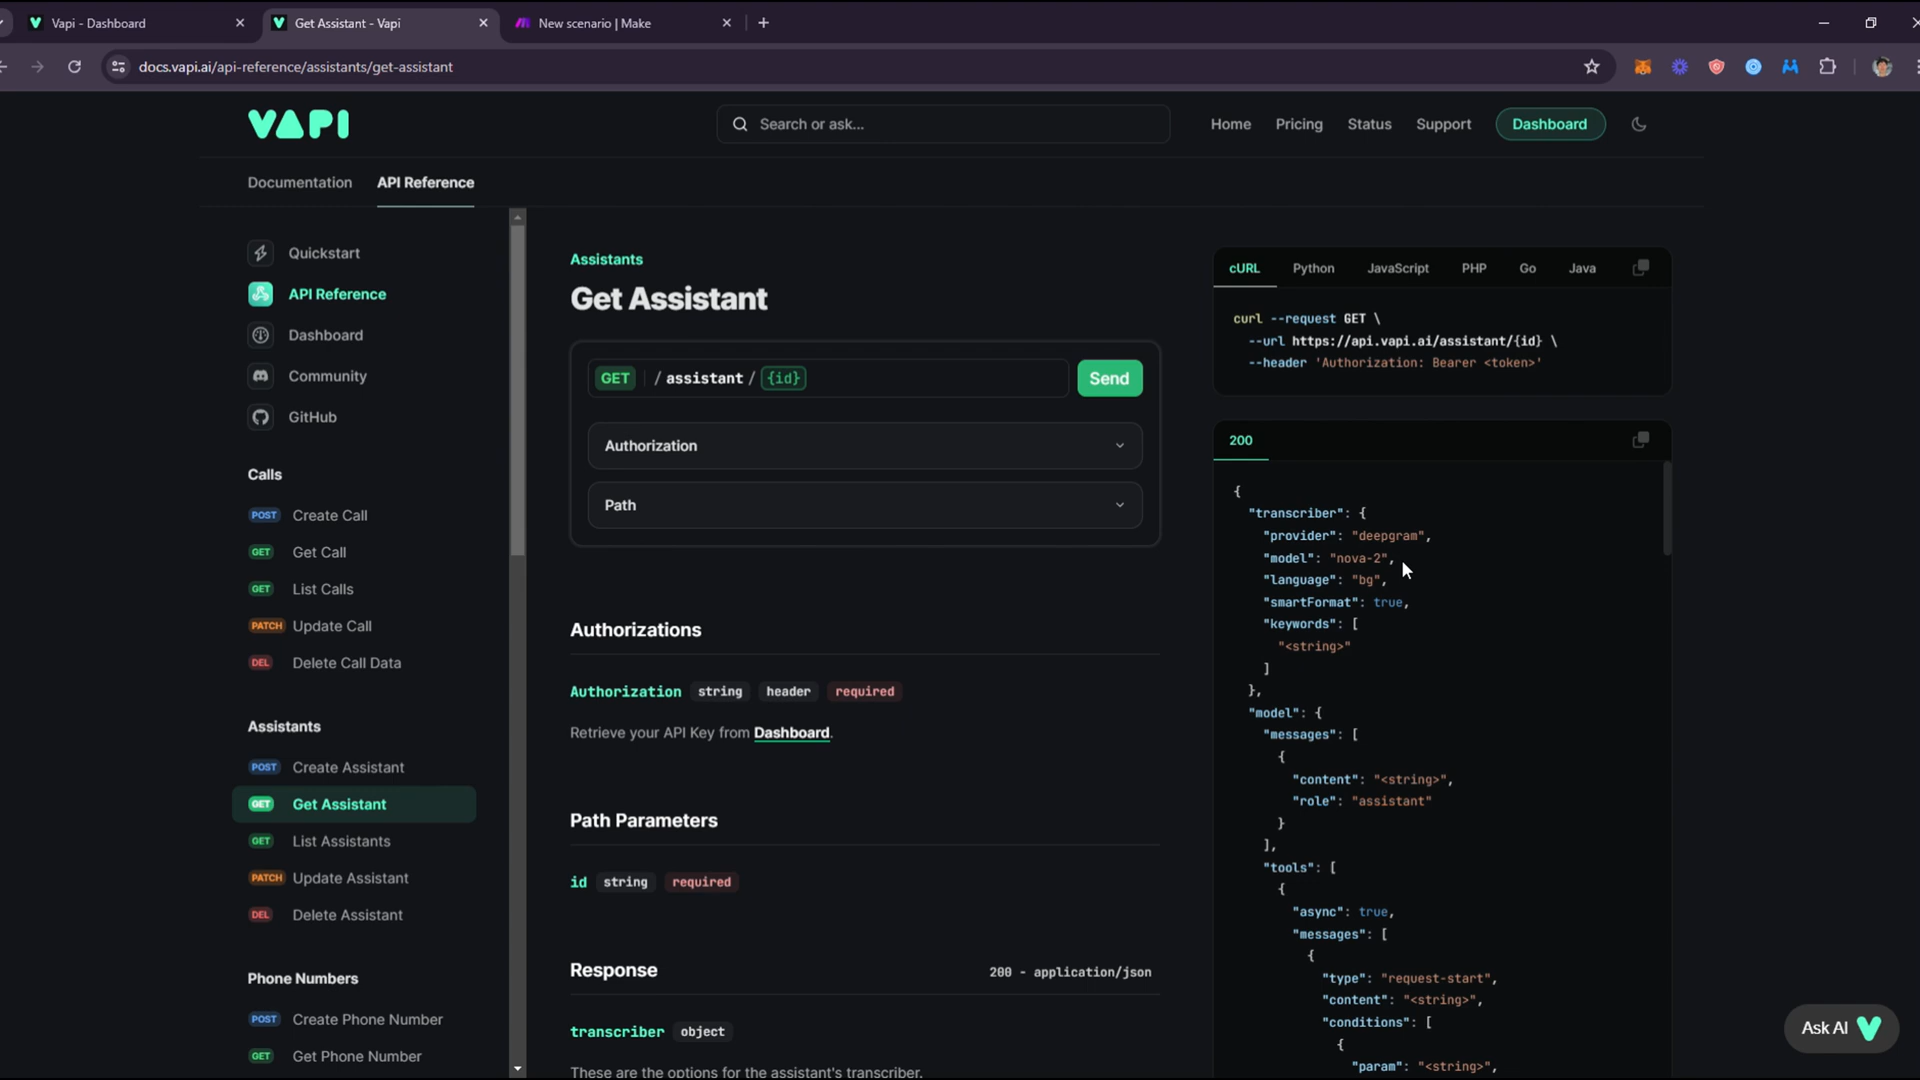 Vapi - Dashboard
Get Assistant - Vapi
New scenario | Make
docs.vapi.ai/api-reference/assistants/get-assistant
VAPI
Search or ask...
Home
Pricing
Status
Support
Dashboard
Documentation
API Reference
Quickstart
API Reference
Dashboard
Community
GitHub
Calls
POST Create Call
GET Get Call
GET List Calls
PATCH Update Call
DEL Delete Call Data
Assistants
POST Create Assistant
GET Get Assistant
GET List Assistants
PATCH Update Assistant
DEL Delete Assistant
Phone Numbers
POST Create Phone Number
GET Get Phone Number
Assistants
Get Assistant
GET / assistant / {id}
Send
Authorization
Path
Authorizations
Authorization string header required
Retrieve your API Key from Dashboard.
Path Parameters
id string required
Response
200 - application/json
transcriber object
These are the options for the assistant's transcriber.
cURL Python JavaScript PHP Go Java
curl --request GET \
--url https://api.vapi.ai/assistant/{id} \
--header 'Authorization: Bearer <token>'
200
{
"transcriber": {
"provider": "deepgram",
"model": "nova-2",
"language": "bg",
"smartFormat": true,
"keywords": [
"<string>"
]
},
"model": {
"messages": [
{
"content": "<string>",
"role": "assistant"
}
],
"tools": [
{
"async": true,
"messages": [
{
"type": "request-start",
"content": "<string>",
"conditions": [
{
"param": "<string>",
Ask AI